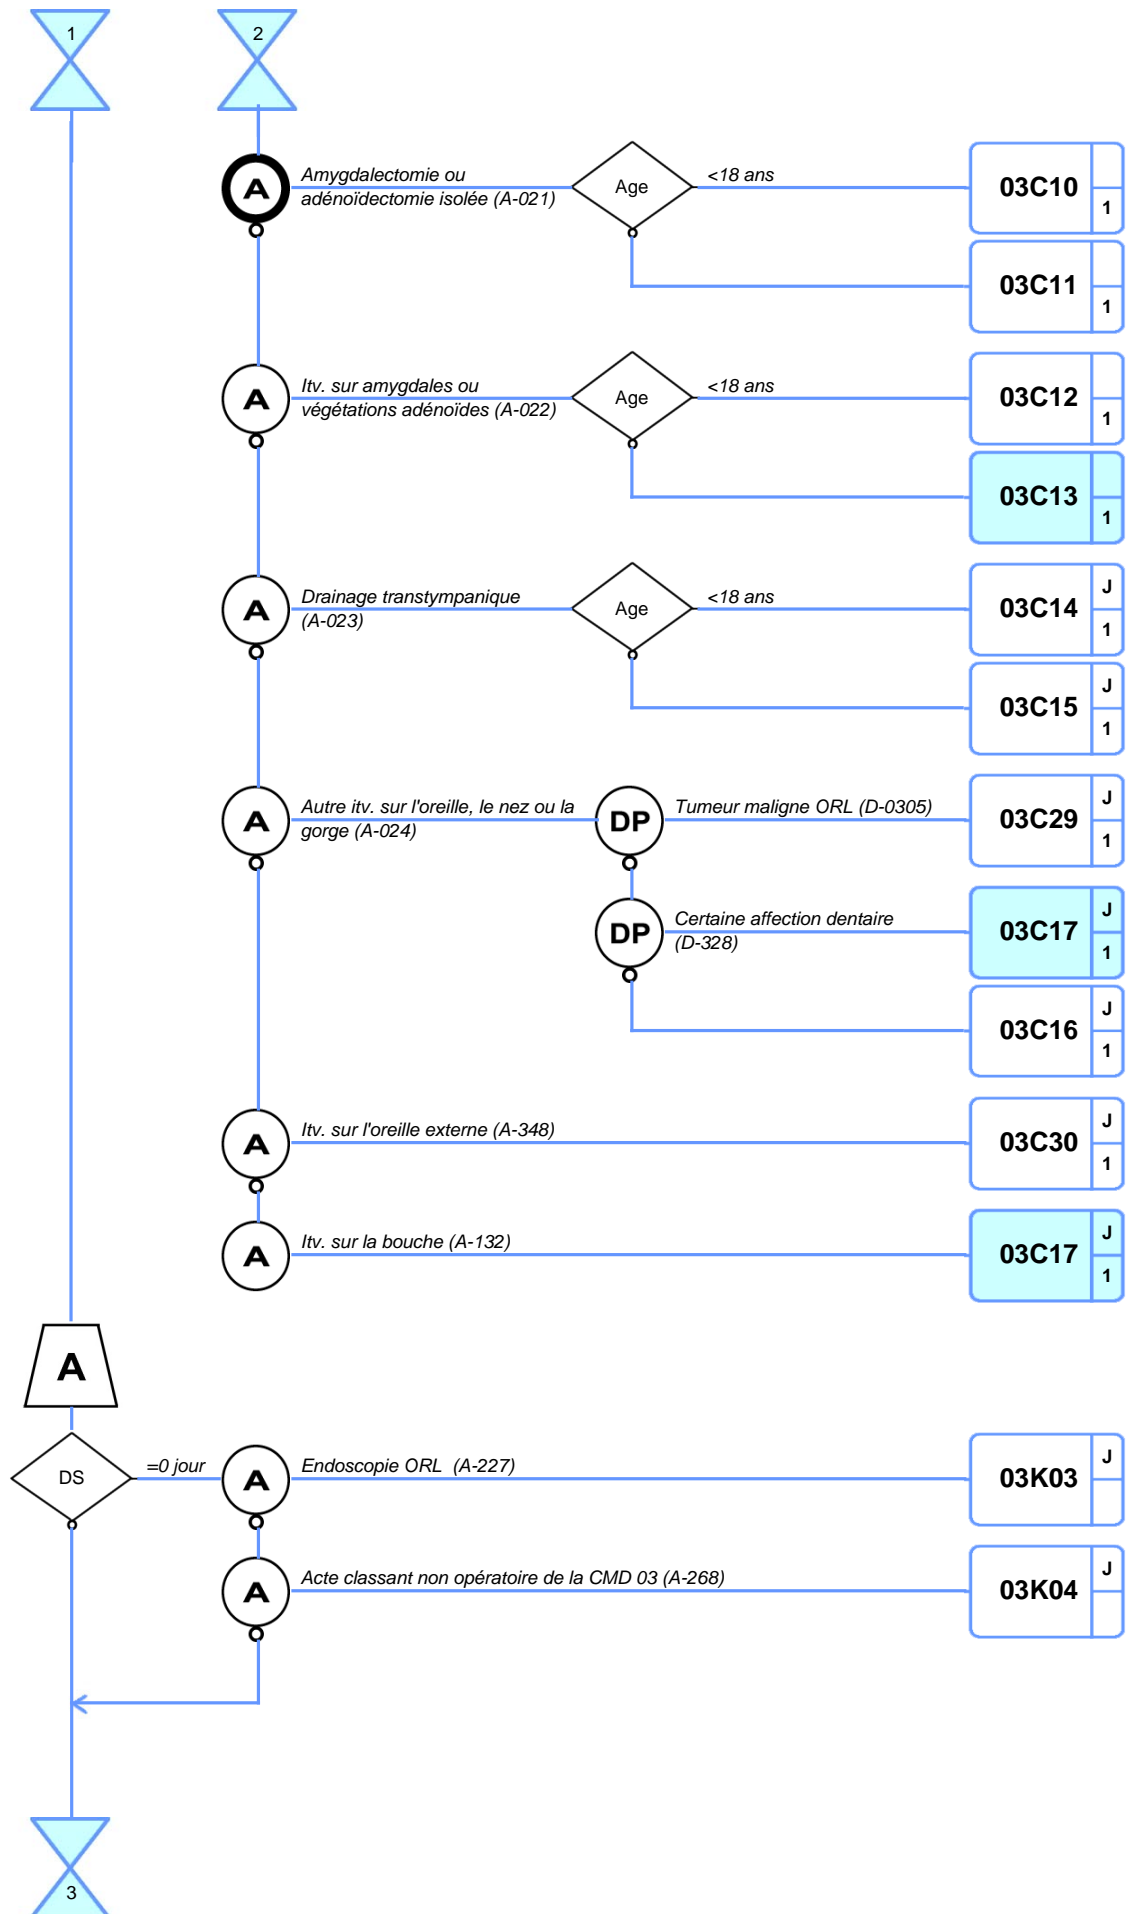 1
2
A
Amygdalectomie ou
adénoïdectomie isolée (A-021)
Age
<18 ans
03C10
1
03C11
1
A
Itv. sur amygdales ou
végétations adénoïdes (A-022)
Age
<18 ans
03C12
1
03C13
1
A
Drainage transtympanique
(A-023)
Age
<18 ans
03C14
J
1
03C15
J
1
A
Autre itv. sur l'oreille, le nez ou la
gorge (A-024)
DP
Tumeur maligne ORL (D-0305)
03C29
J
1
DP
Certaine affection dentaire
(D-328)
03C17
J
1
03C16
J
1
A
Itv. sur l'oreille externe (A-348)
03C30
J
1
A
Itv. sur la bouche (A-132)
03C17
J
1
A
DS
=0 jour
A
Endoscopie ORL (A-227)
03K03
J
A
Acte classant non opératoire de la CMD 03 (A-268)
03K04
J
3